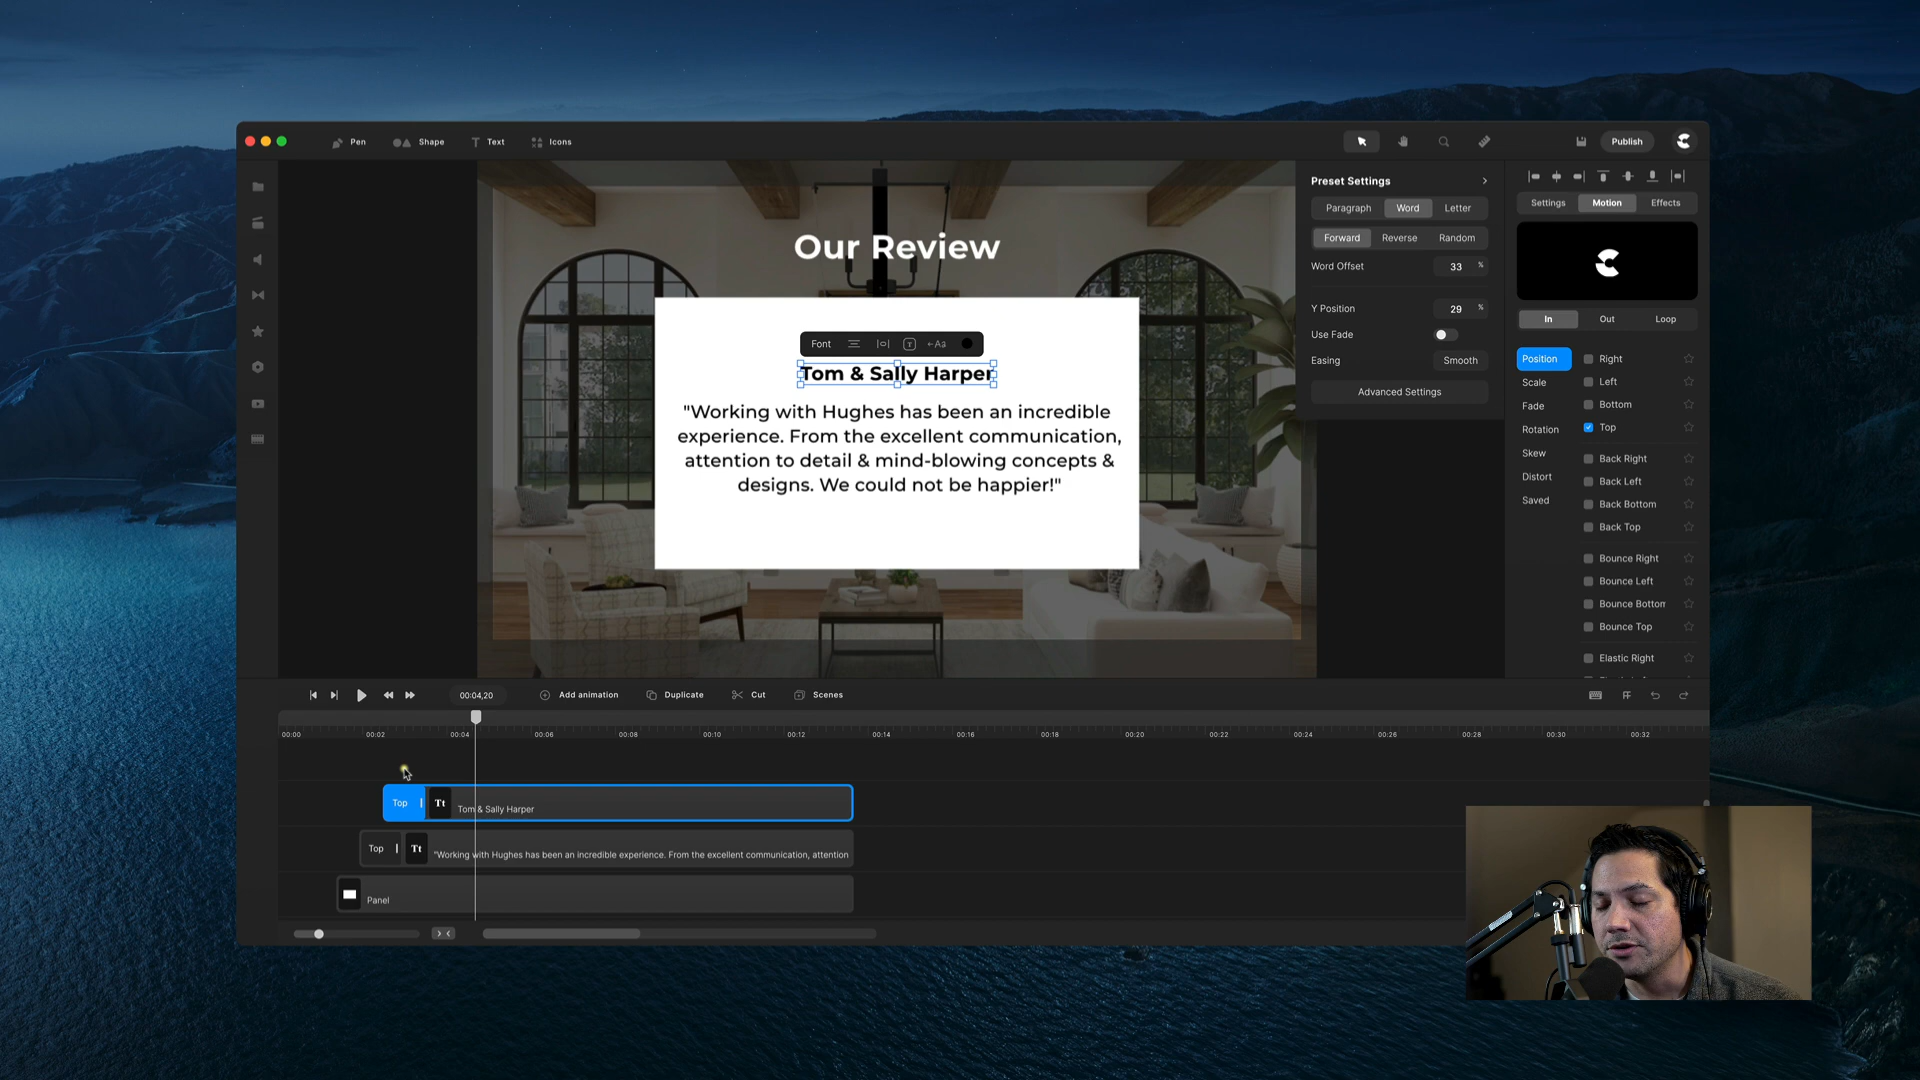 Pen
Shape
Text
Icons
Publish
Our Review
Font
Aa
Tom & Sally Harper
"Working with Hughes has been an incredible
experience. From the excellent communication,
attention to detail & mind-blowing concepts &
designs. We could not be happier!"
Preset Settings
Paragraph Word Letter
Forward Reverse Random
Word Offset 33 %
Y Position 29 %
Use Fade
Easing Smooth
Advanced Settings
Settings Motion Effects
In Out Loop
Position
Scale
Fade
Rotation
Skew
Distort
Saved
Right
Left
Bottom
Top
Back Right
Back Left
Back Bottom
Back Top
Bounce Right
Bounce Left
Bounce Bottom
Bounce Top
Elastic Right
00:04,20
Add animation
Duplicate
Cut
Scenes
00:00 00:02 00:04 00:06 00:08 00:10 00:12 00:14 00:16 00:18 00:20 00:22 00:24 00:26 00:28 00:30 00:32
Top Tt Tom & Sally Harper
Top Tt "Working with Hughes has been an incredible experience. From the excellent communication, attention
Panel